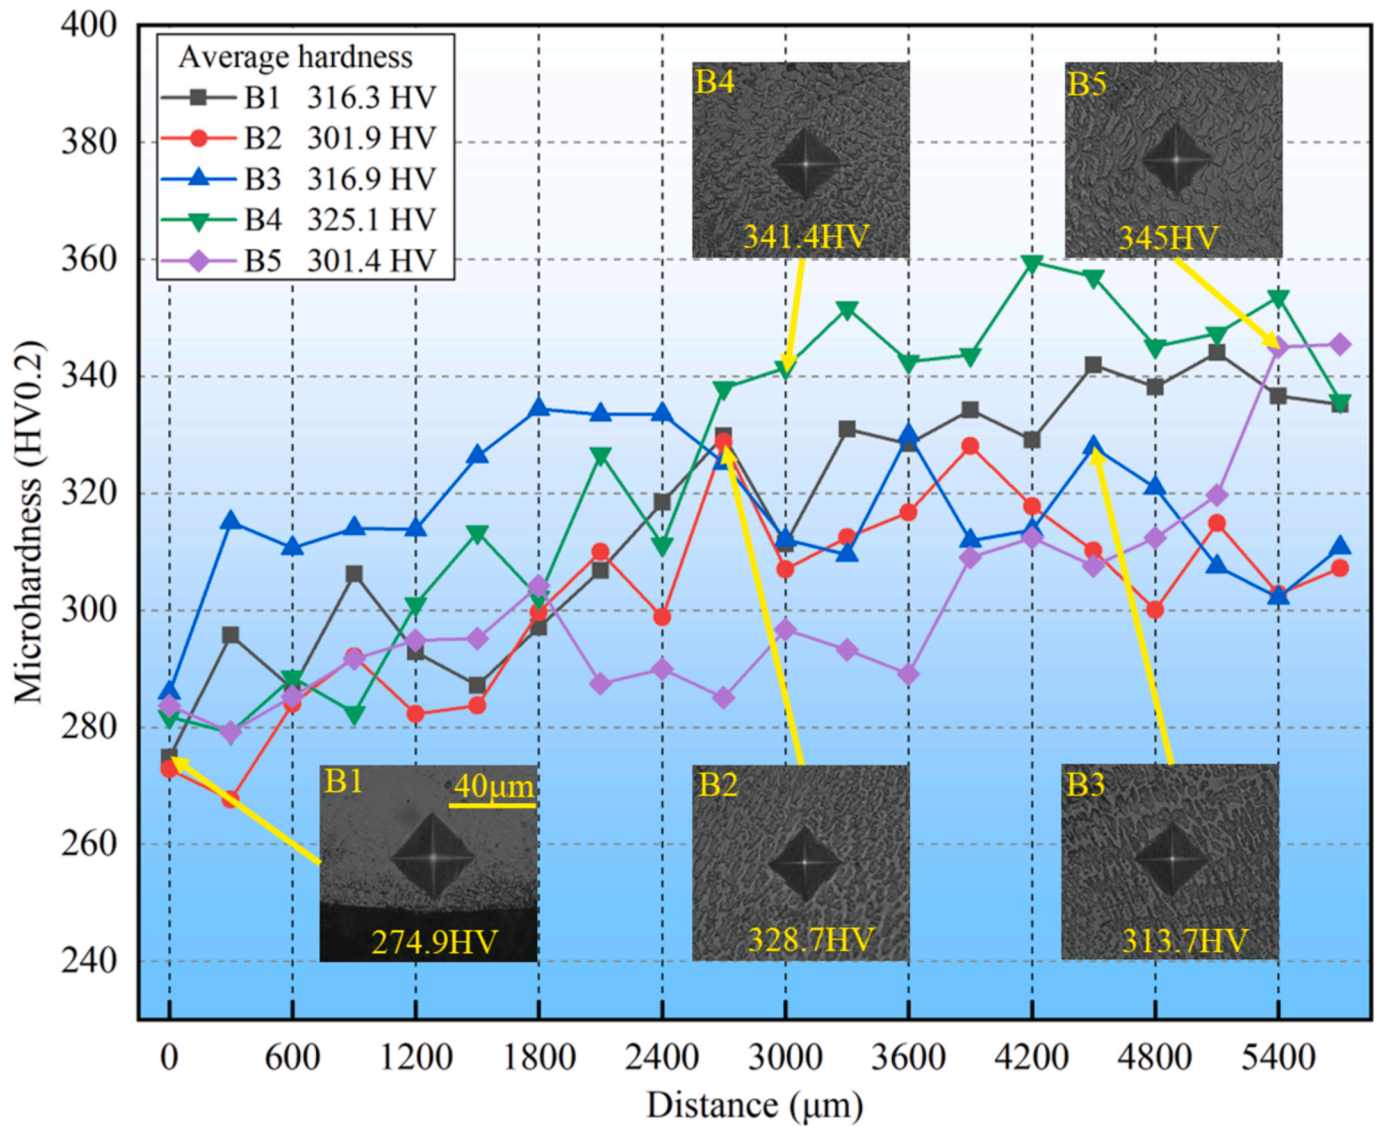 400
380
360
340
320
300
280
260
240
Microhardness (HV0.2)
Average hardness
B1 316.3 HV
B2 301.9 HV
B3 316.9 HV
B4 325.1 HV
B5 301.4 HV
B4
341.4HV
B5
345HV
B1
40μm
274.9HV
B2
328.7HV
B3
313.7HV
0 600 1200 1800 2400 3000 3600 4200 4800 5400
Distance (μm)